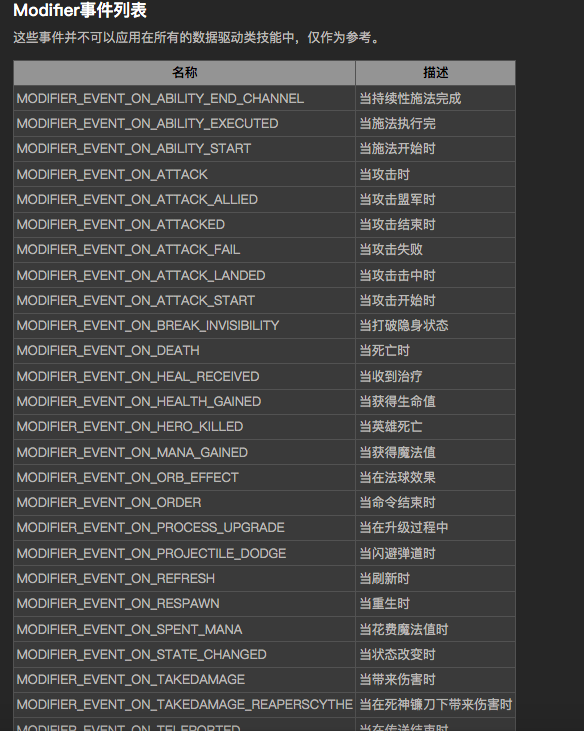 Modifier事件列表
这些事件并不可以应用在所有的数据驱动类技能中，仅作为参考。
名称 描述
MODIFIER_EVENT_ON_ABILITY_END_CHANNEL 当持续性施法完成
MODIFIER_EVENT_ON_ABILITY_EXECUTED 当施法执行完
MODIFIER_EVENT_ON_ABILITY_START 当施法开始时
MODIFIER_EVENT_ON_ATTACK 当攻击时
MODIFIER_EVENT_ON_ATTACK_ALLIED 当攻击盟军时
MODIFIER_EVENT_ON_ATTACKED 当攻击结束时
MODIFIER_EVENT_ON_ATTACK_FAIL 当攻击失败
MODIFIER_EVENT_ON_ATTACK_LANDED 当攻击击中时
MODIFIER_EVENT_ON_ATTACK_START 当攻击开始时
MODIFIER_EVENT_ON_BREAK_INVISIBILITY 当打破隐身状态
MODIFIER_EVENT_ON_DEATH 当死亡时
MODIFIER_EVENT_ON_HEAL_RECEIVED 当收到治疗
MODIFIER_EVENT_ON_HEALTH_GAINED 当获得生命值
MODIFIER_EVENT_ON_HERO_KILLED 当英雄死亡
MODIFIER_EVENT_ON_MANA_GAINED 当获得魔法值
MODIFIER_EVENT_ON_ORB_EFFECT 当在法球效果
MODIFIER_EVENT_ON_ORDER 当命令结束时
MODIFIER_EVENT_ON_PROCESS_UPGRADE 当在升级过程中
MODIFIER_EVENT_ON_PROJECTILE_DODGE 当闪避弹道时
MODIFIER_EVENT_ON_REFRESH 当刷新时
MODIFIER_EVENT_ON_RESPAWN 当重生时
MODIFIER_EVENT_ON_SPENT_MANA 当花费魔法值时
MODIFIER_EVENT_ON_STATE_CHANGED 当状态改变时
MODIFIER_EVENT_ON_TAKEDAMAGE 当带来伤害时
MODIFIER_EVENT_ON_TAKEDAMAGE_REAPERSCYTHE 当在死神镰刀下带来伤害时
MODIFIER_EVENT_ON_TELEPORTED 当在传送结束时